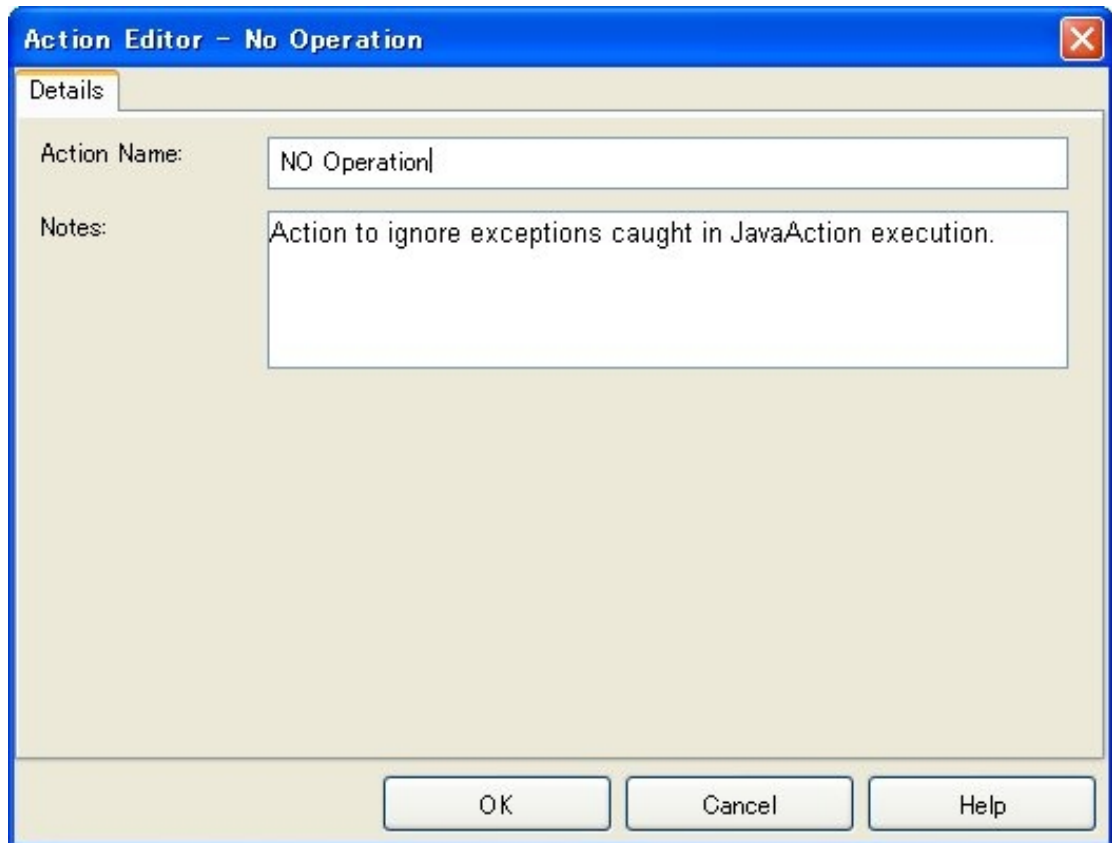 Action Editor - No Operation
Details
Action Name:
NO Operation
Notes:
Action to ignore exceptions caught in JavaAction execution.
OK
Cancel
Help